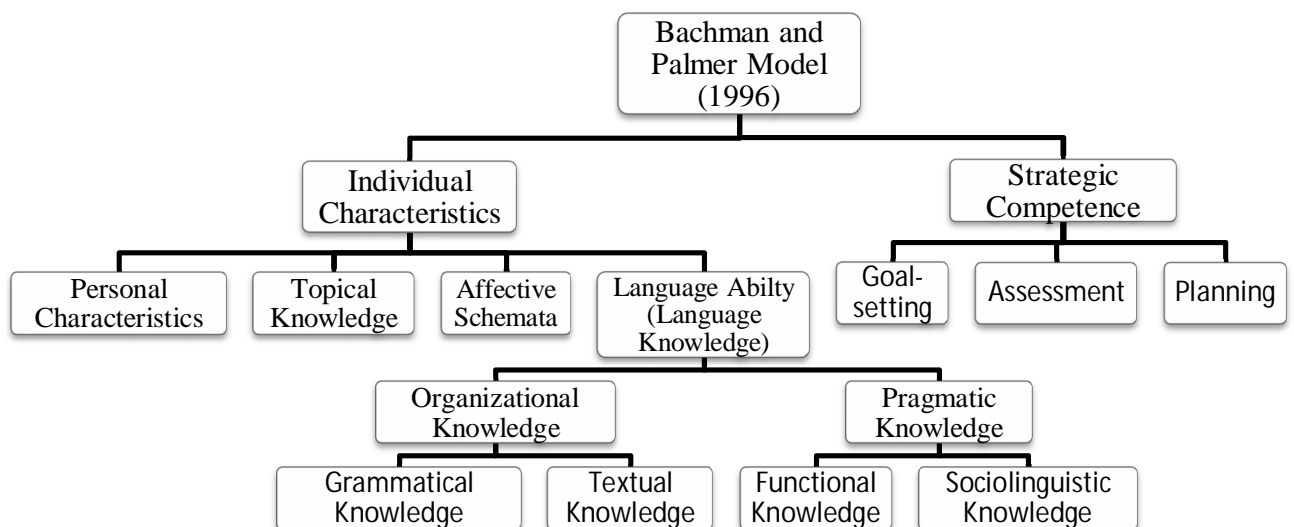 Bachman and
Palmer Model
(1996)
Individual
Characteristics
Strategic
Competence
Personal
Characteristics
Topical
Knowledge
Affective
Schemata
Language Abilty
(Language
Knowledge)
Goal-
setting
Assessment
Planning
Organizational
Knowledge
Pragmatic
Knowledge
Grammatical
Knowledge
Textual
Knowledge
Functional
Knowledge
Sociolinguistic
Knowledge